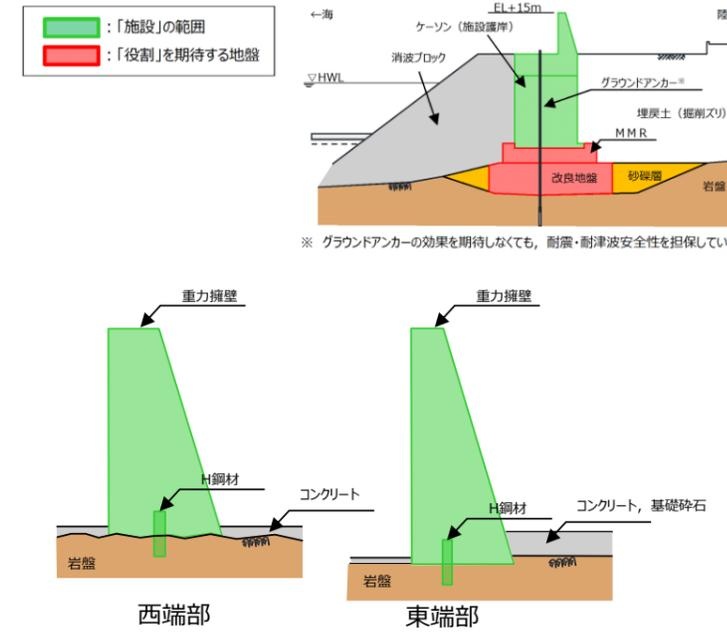 ：「施設」の範囲
：「役割」を期待する地盤
←海
EL+15m
陸
ケーソン（施設護岸）
消波ブロック
▽HWL
グラウンドアンカー※
埋戻土（掘削ズリ）
MMR
改良地盤
砂礫層
岩盤
※ グラウンドアンカーの効果を期待しなくても，耐震・耐津波安全性を担保してい
重力擁壁
重力擁壁
H鋼材
コンクリート
H鋼材
コンクリート，基礎砕石
岩盤
岩盤
西端部
東端部